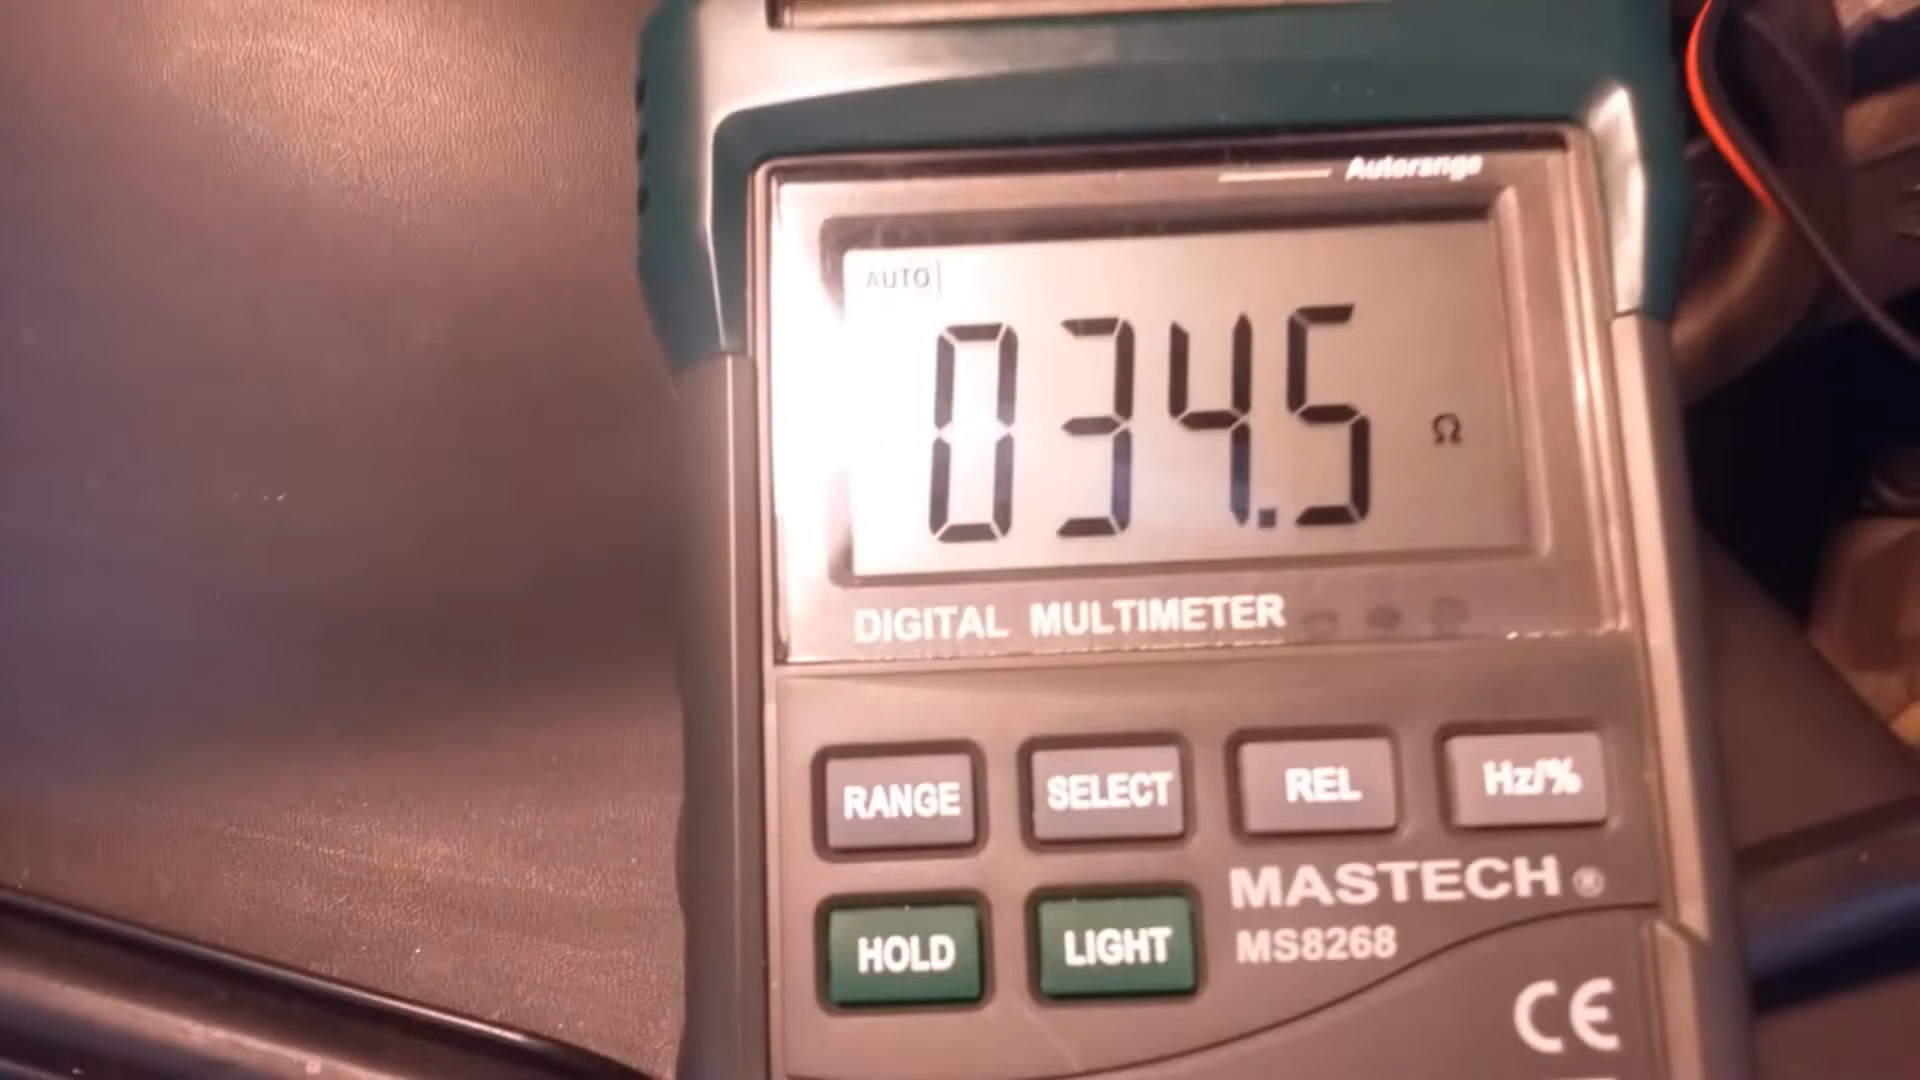 Autorange
AUTO
034.5 Ω
DIGITAL MULTIMETER
RANGE SELECT REL Hz/%
HOLD LIGHT
MASTECH®
MS8268
CE